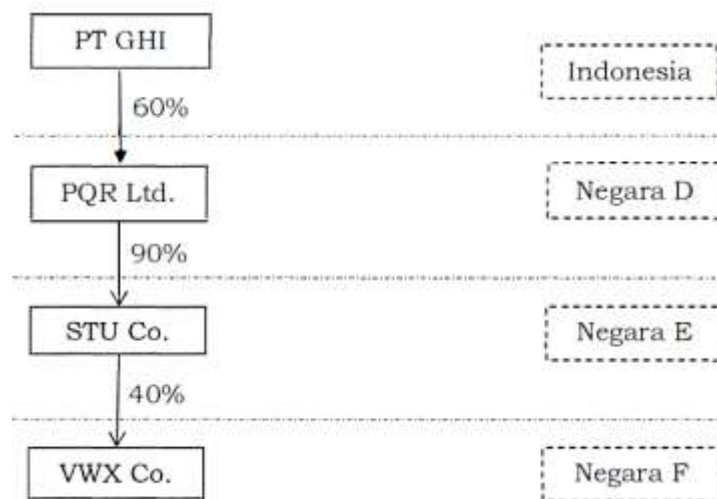 PT GHI
Indonesia
60%
PQR Ltd.
Negara D
90%
STU Co.
Negara E
40%
VWX Co.
Negara F